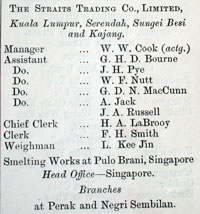 THE STRAITS TRADING CO., LIMITED,
Kuala Lumpur, Serendah, Sungei Besi
and Kajang.
Manager ... W. W. Cook (actg.)
Assistant ... G. H. D. Bourne
Do. ... J. H. Pye
Do. ... W. F. Nutt
Do. ... G. D. N. MacCunn
Do. ... A. Jack
J. A. Russell
Chief Clerk ... H. A. LaBrooy
Clerk ... F. H. Smith
Weighman ... L. Kee Jin
Smelting Works at Pulo Brani, Singapore
Head Office—Singapore.
Branches
at Perak and Negri Sembilan.